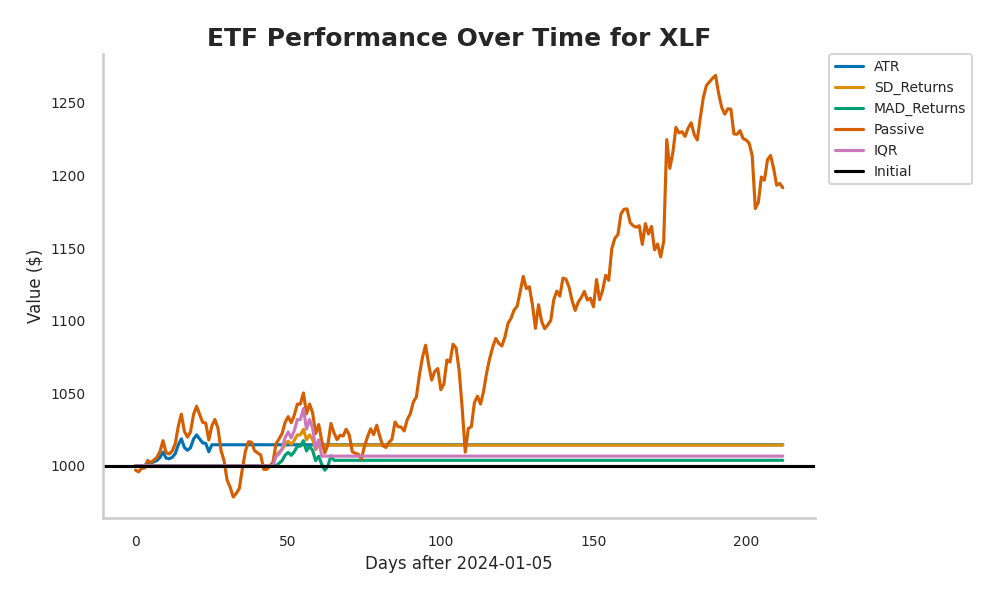 ETF Performance Over Time for XLF
ATR
SD_Returns
MAD_Returns
Passive
IQR
Initial
Value ($)
1250
1200
1150
1100
1050
1000
0 50 100 150 200
Days after 2024-01-05